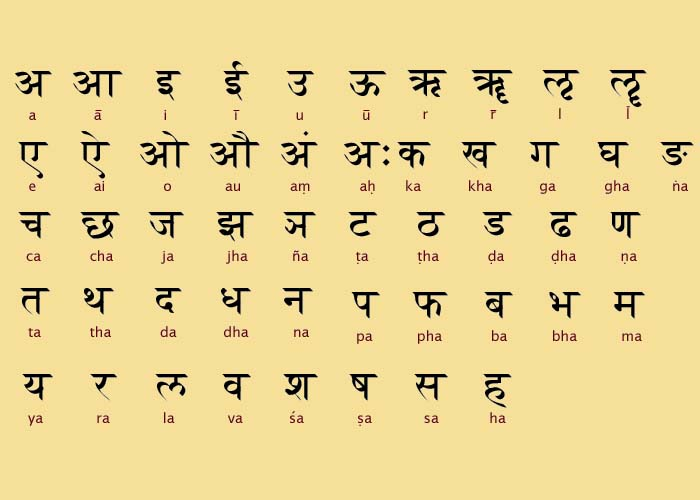 अ आ इ ई उ ऊ ऋ ॠ ऌ ॡ
a ā i ī u ū r r̄ l l̄
ए ऐ ओ औ अं अः क ख ग घ ङ
e ai o au aṃ aḥ ka kha ga gha ṅa
च छ ज झ ञ ट ठ ड ढ ण
ca cha ja jha ña ṭa ṭha ḍa ḍha ṇa
त थ द ध न प फ ब भ म
ta tha da dha na pa pha ba bha ma
य र ल व श ष स ह
ya ra la va śa ṣa sa ha